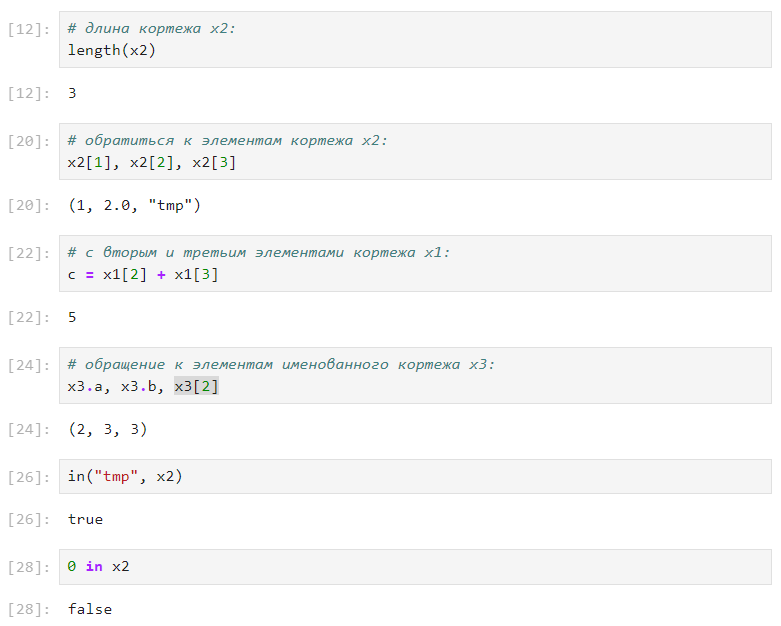 [12]: # длина кортежа x2:
length(x2)
[12]: 3
[20]: # обратиться к элементам кортежа x2:
x2[1], x2[2], x2[3]
[20]: (1, 2.0, "tmp")
[22]: # с вторым и третьим элементами кортежа x1:
c = x1[2] + x1[3]
[22]: 5
[24]: # обращение к элементам именованного кортежа x3:
x3.a, x3.b, x3[2]
[24]: (2, 3, 3)
[26]: in("tmp", x2)
[26]: true
[28]: 0 in x2
[28]: false